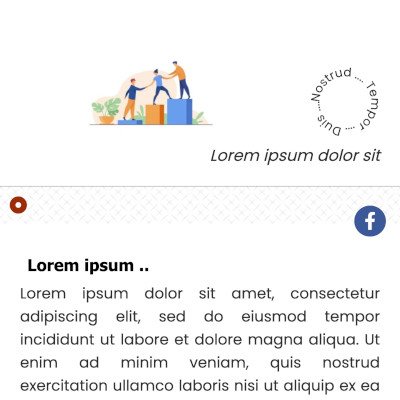 Nostrud .... Tempor .... Duis ....
Lorem ipsum dolor sit
Lorem ipsum ..
Lorem ipsum dolor sit amet, consectetur
adipiscing elit, sed do eiusmod tempor
incididunt ut labore et dolore magna aliqua. Ut
enim ad minim veniam, quis nostrud
exercitation ullamco laboris nisi ut aliquip ex ea